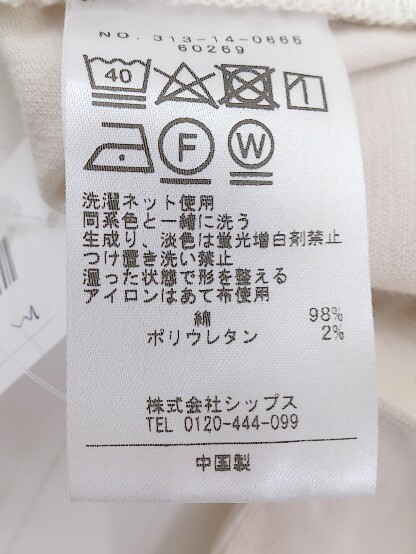 NO. 313-14-0666
60269
40
F
W
洗濯ネット使用
同系色と一緒に洗う
生成り、淡色は蛍光増白剤禁止
つけ置き洗い禁止
湿った状態で形を整える
アイロンはあて布使用
綿 98%
ポリウレタン 2%
株式会社シップス
TEL 0120-444-099
中国製
M